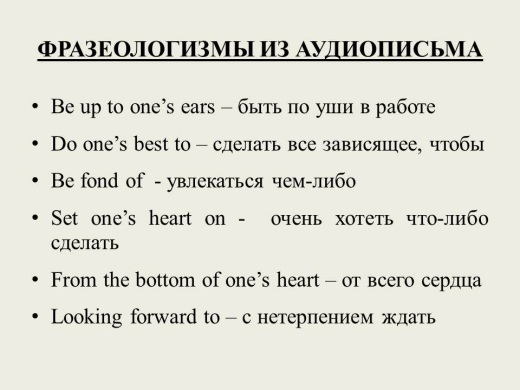 ФРАЗЕОЛОГИЗМЫ ИЗ АУДИОПИСЬМА
• Be up to one’s ears – быть по уши в работе
• Do one’s best to – сделать все зависящее, чтобы
• Be fond of - увлекаться чем-либо
• Set one’s heart on - очень хотеть что-либо
сделать
• From the bottom of one’s heart – от всего сердца
• Looking forward to – с нетерпением ждать